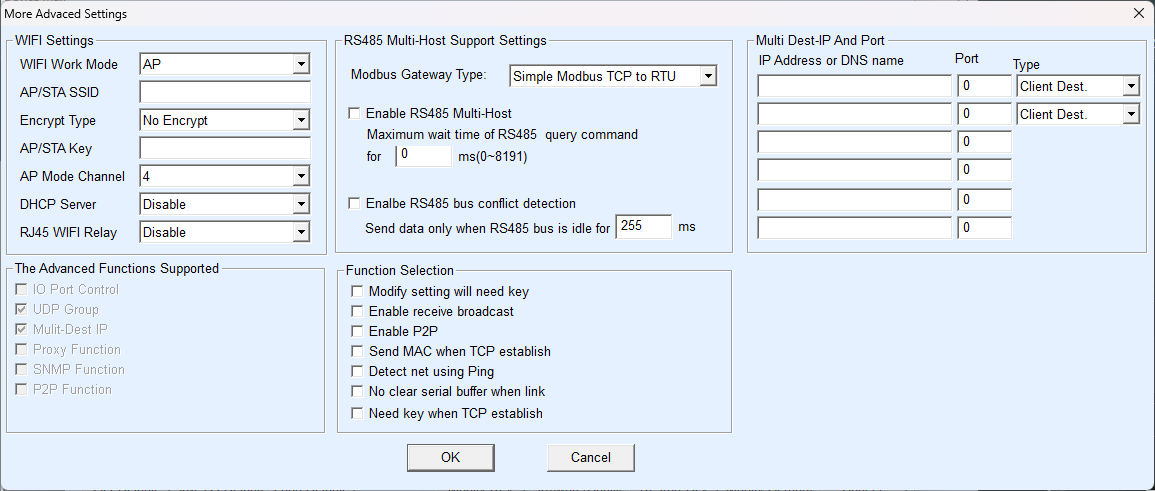 More Advaced Settings
WIFI Settings
WIFI Work Mode AP
AP/STA SSID
Encrypt Type No Encrypt
AP/STA Key
AP Mode Channel 4
DHCP Server Disable
RJ45 WIFI Relay Disable
RS485 Multi-Host Support Settings
Modbus Gateway Type: Simple Modbus TCP to RTU
Enable RS485 Multi-Host
Maximum wait time of RS485 query command
for 0 ms(0~8191)
Enalbe RS485 bus conflict detection
Send data only when RS485 bus is idle for 255 ms
Multi Dest-IP And Port
IP Address or DNS name Port Type
0 Client Dest.
0 Client Dest.
0
0
0
0
The Advanced Functions Supported
IO Port Control
UDP Group
Mulit-Dest IP
Proxy Function
SNMP Function
P2P Function
Function Selection
Modify setting will need key
Enable receive broadcast
Enable P2P
Send MAC when TCP establish
Detect net using Ping
No clear serial buffer when link
Need key when TCP establish
OK Cancel